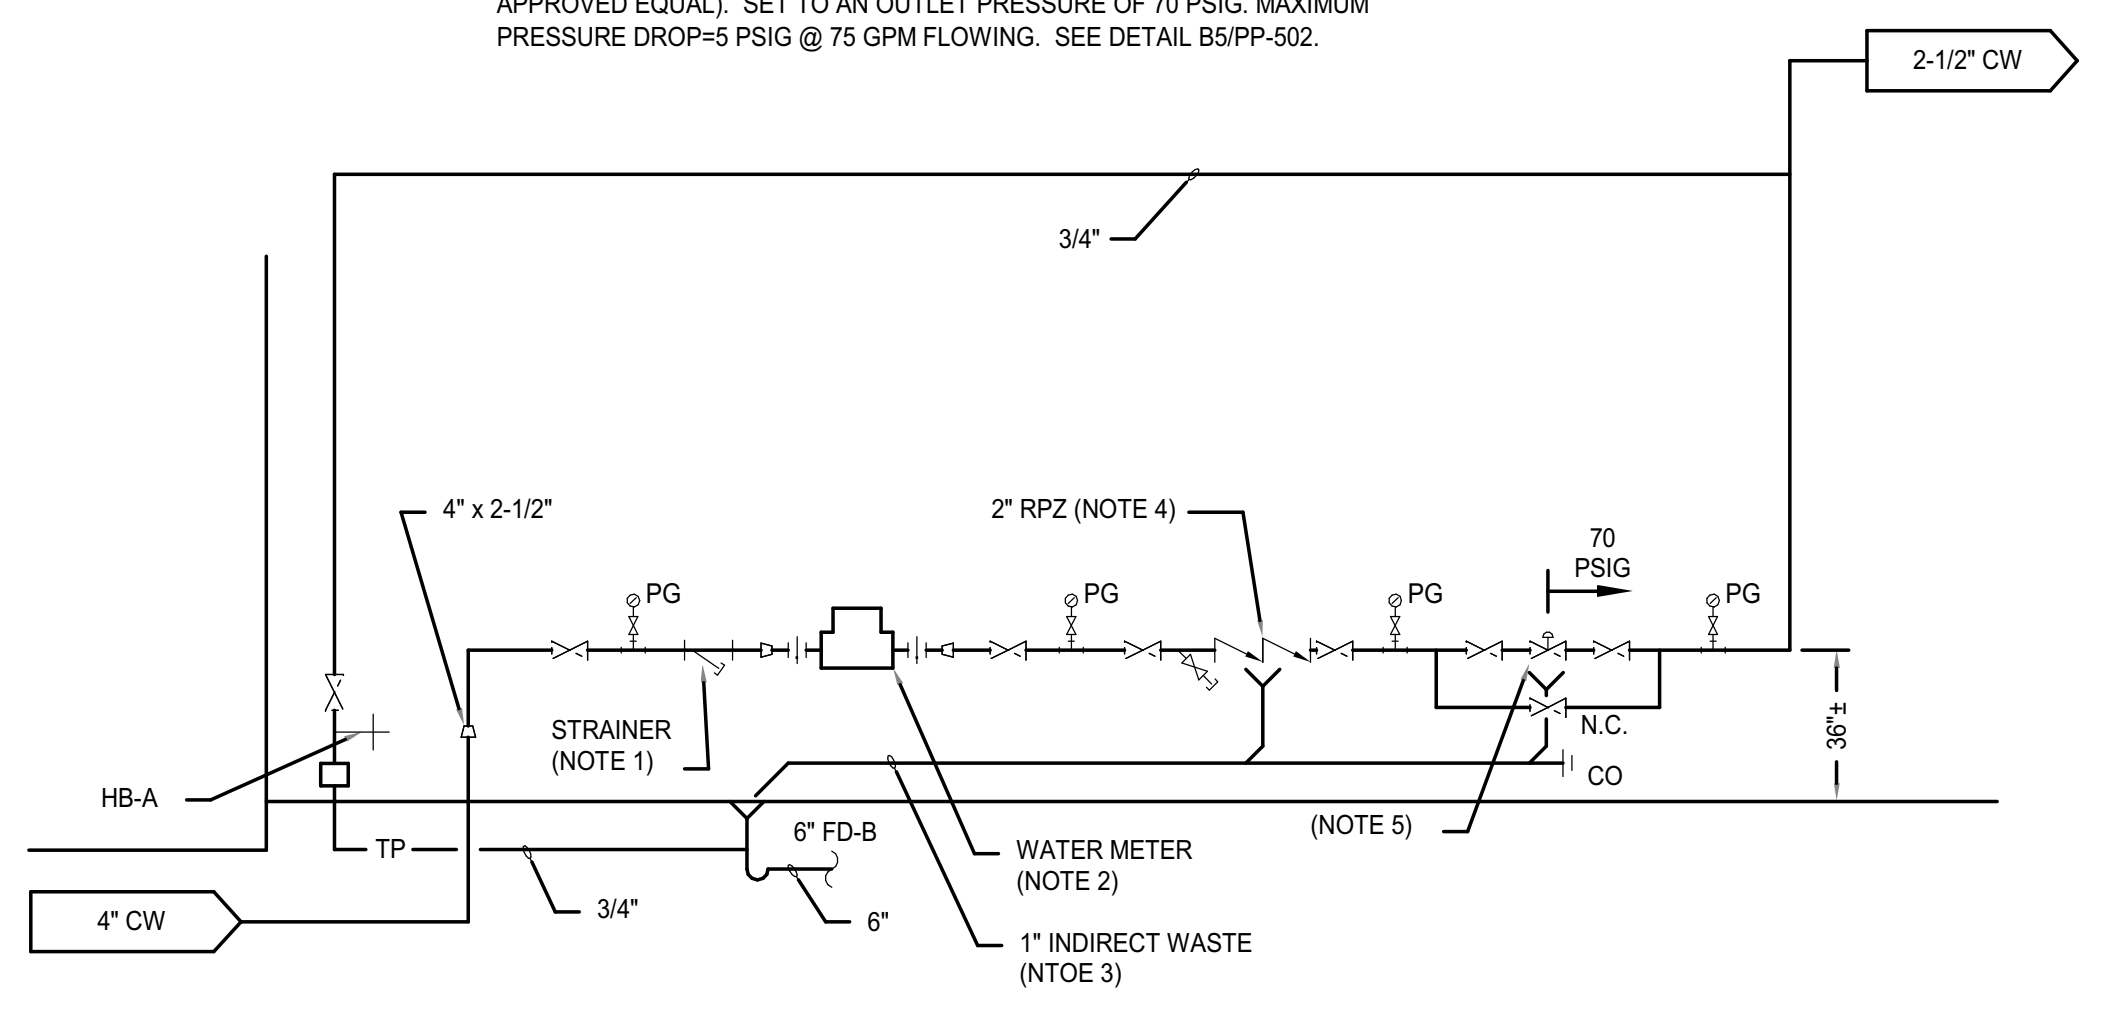 APPROVED EQUAL). SET TO AN OUTLET PRESSURE OF 70 PSIG. MAXIMUM
PRESSURE DROP=5 PSIG @ 75 GPM FLOWING. SEE DETAIL B5/PP-502.
2-1/2" CW
3/4"
4" x 2-1/2"
2" RPZ (NOTE 4)
70
PSIG
PG
PG
PG
PG
STRAINER
(NOTE 1)
N.C.
36"±
HB-A
CO
TP
6" FD-B
(NOTE 5)
WATER METER
(NOTE 2)
3/4"
6"
4" CW
1" INDIRECT WASTE
(NTOE 3)